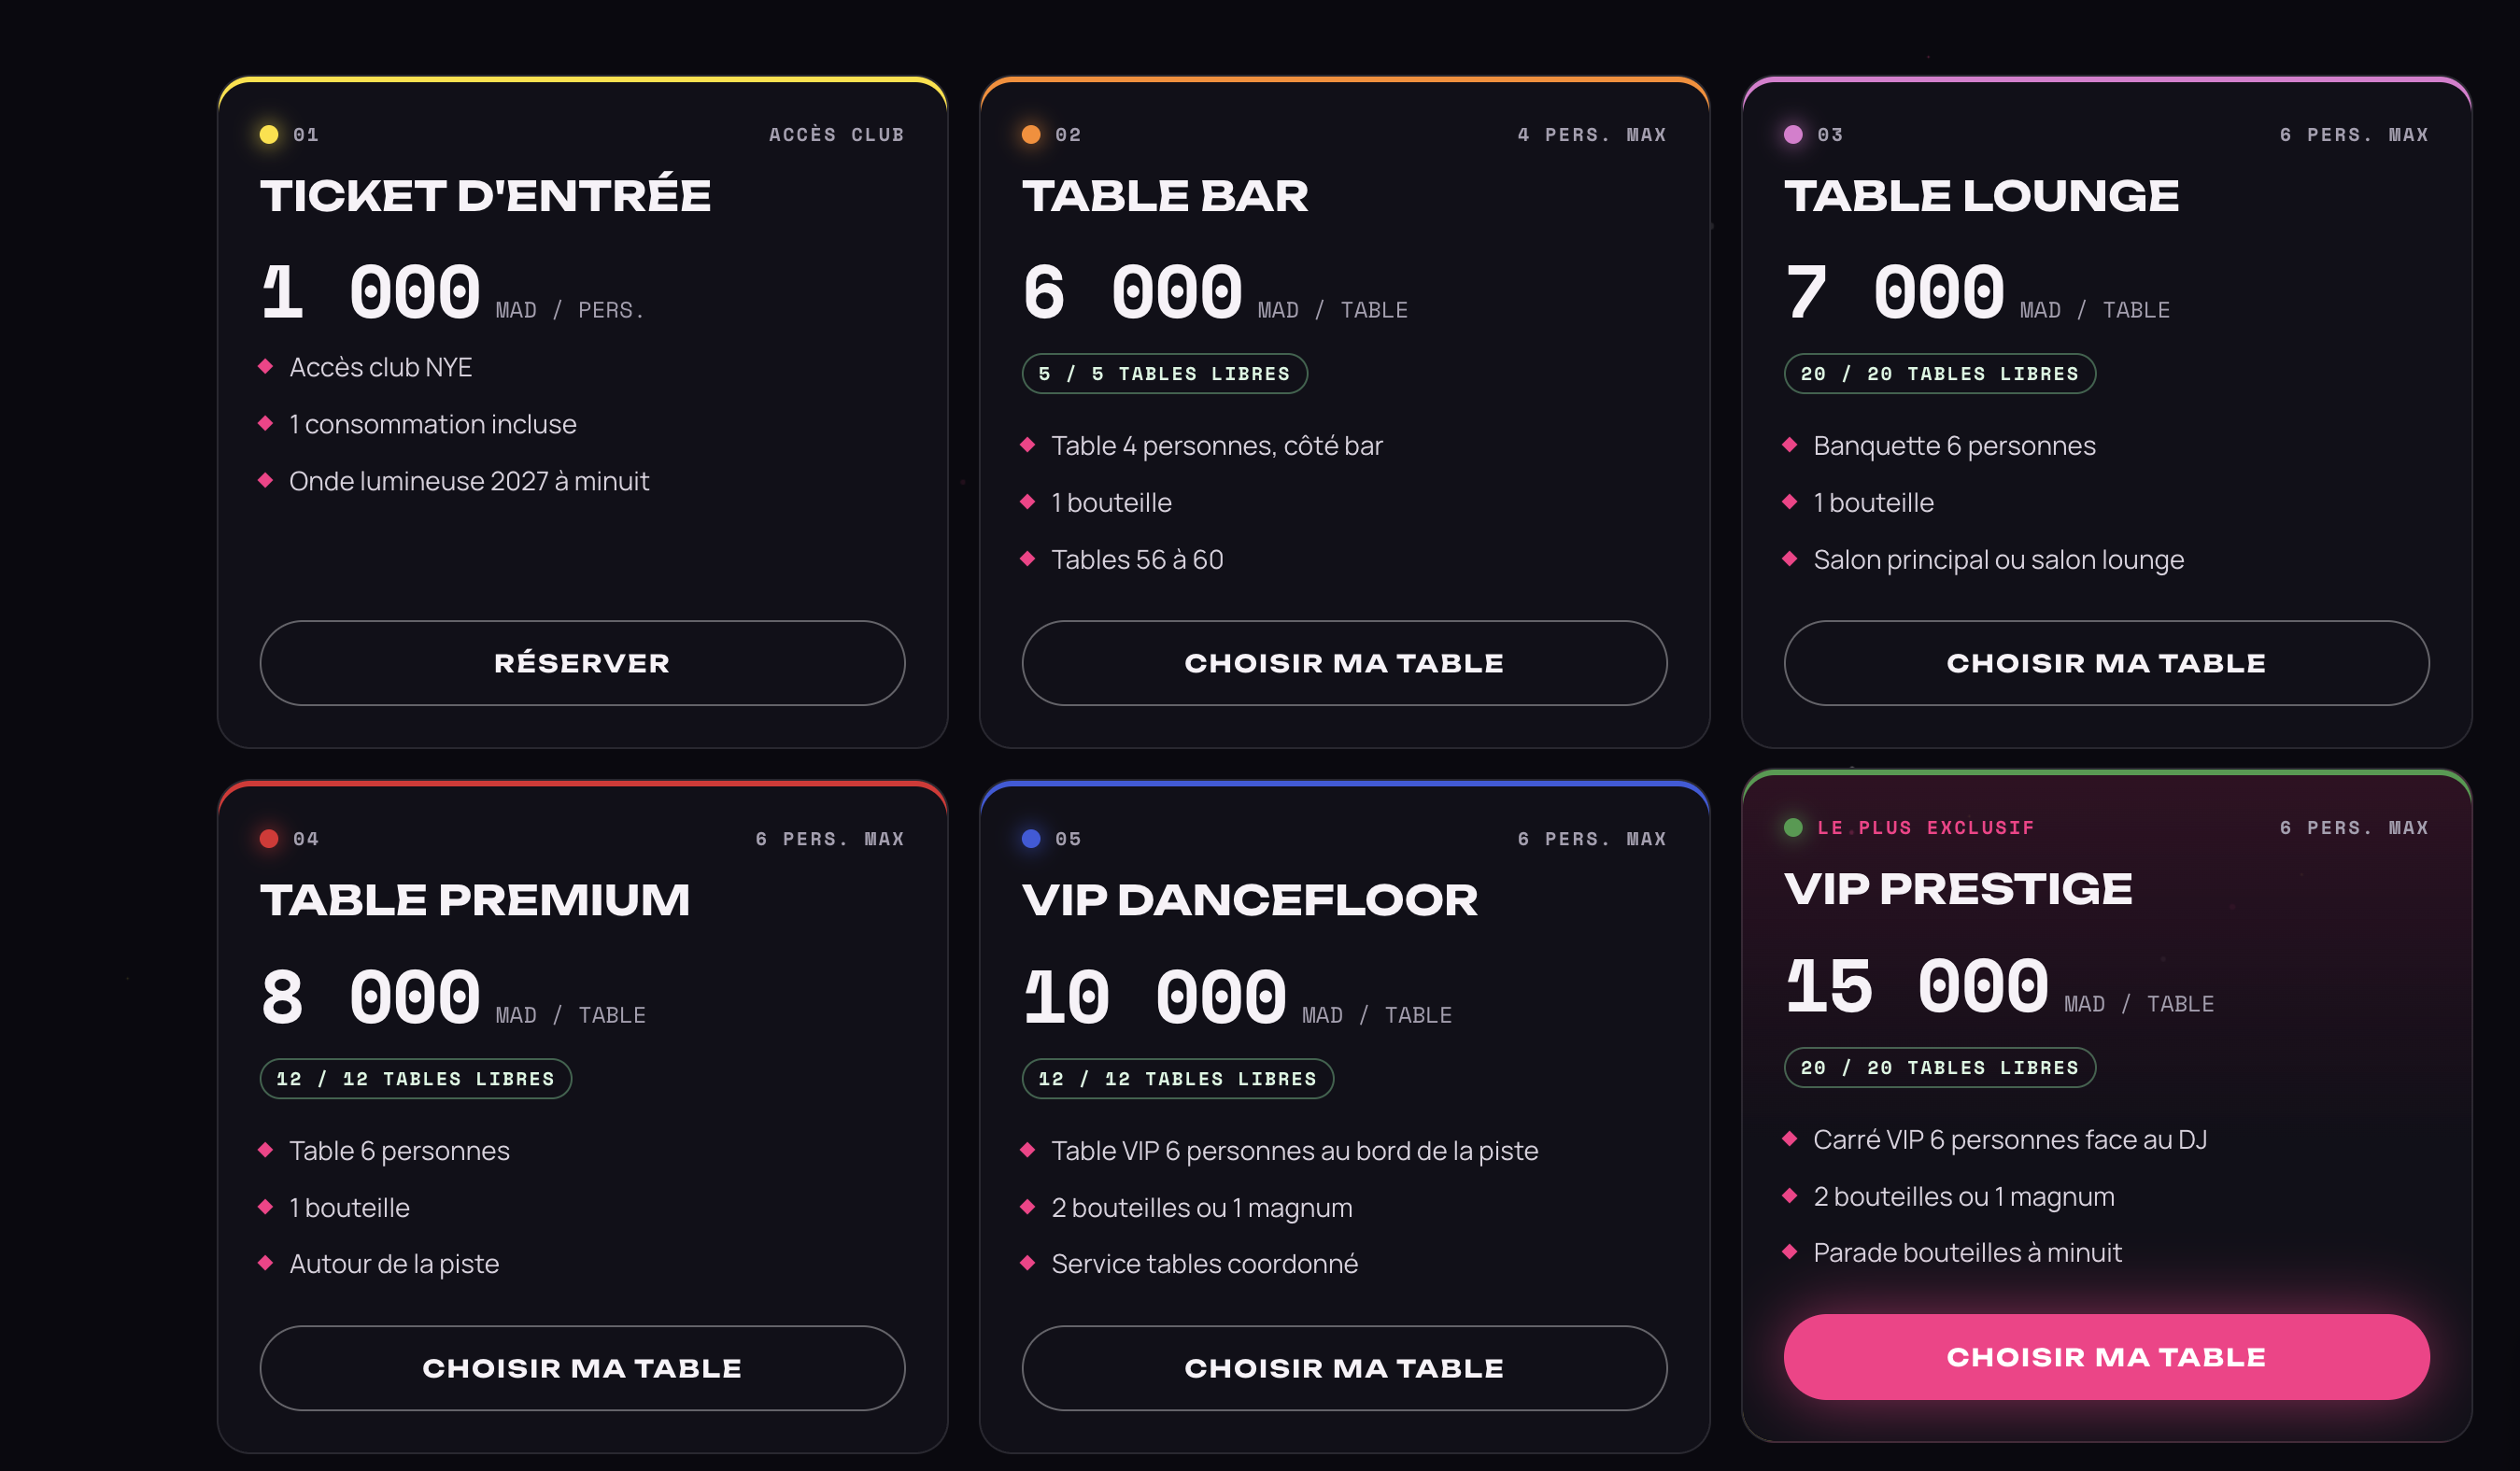 01 ACCÈS CLUB
TICKET D'ENTRÉE
1 000 MAD / PERS.
Accès club NYE
1 consommation incluse
Onde lumineuse 2027 à minuit
RÉSERVER
02 4 PERS. MAX
TABLE BAR
6 000 MAD / TABLE
5 / 5 TABLES LIBRES
Table 4 personnes, côté bar
1 bouteille
Tables 56 à 60
CHOISIR MA TABLE
03 6 PERS. MAX
TABLE LOUNGE
7 000 MAD / TABLE
20 / 20 TABLES LIBRES
Banquette 6 personnes
1 bouteille
Salon principal ou salon lounge
CHOISIR MA TABLE
04 6 PERS. MAX
TABLE PREMIUM
8 000 MAD / TABLE
12 / 12 TABLES LIBRES
Table 6 personnes
1 bouteille
Autour de la piste
CHOISIR MA TABLE
05 6 PERS. MAX
VIP DANCEFLOOR
10 000 MAD / TABLE
12 / 12 TABLES LIBRES
Table VIP 6 personnes au bord de la piste
2 bouteilles ou 1 magnum
Service tables coordonné
CHOISIR MA TABLE
LE PLUS EXCLUSIF 6 PERS. MAX
VIP PRESTIGE
15 000 MAD / TABLE
20 / 20 TABLES LIBRES
Carré VIP 6 personnes face au DJ
2 bouteilles ou 1 magnum
Parade bouteilles à minuit
CHOISIR MA TABLE